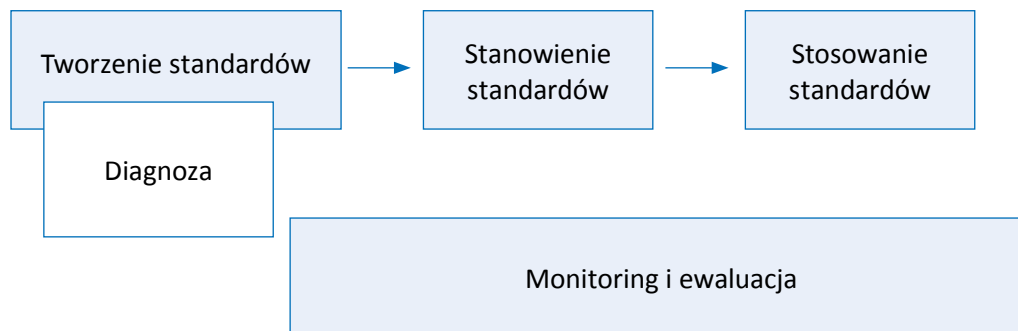 Tworzenie standardów
Stanowienie
standardów
Stosowanie
standardów
Diagnoza
Monitoring i ewaluacja